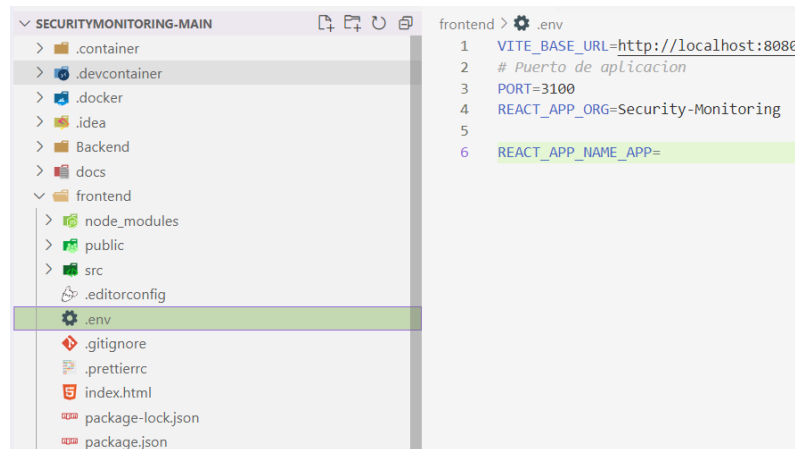 SECURITYMONITORING-MAIN
.container
.devcontainer
.docker
.idea
Backend
docs
frontend
node_modules
public
src
.editorconfig
.env
.gitignore
.prettierrc
index.html
package-lock.json
package.json
frontend > .env
1 VITE_BASE_URL=http://localhost:8080
2 # Puerto de aplicacion
3 PORT=3100
4 REACT_APP_ORG=Security-Monitoring
5
6 REACT_APP_NAME_APP=